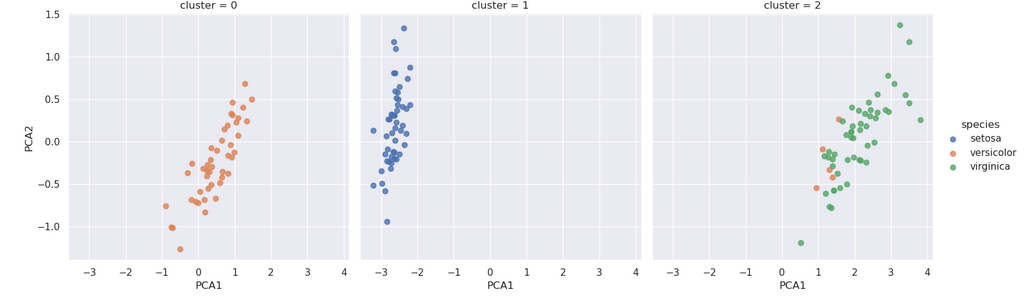 cluster = 0
cluster = 1
cluster = 2
1.5
1.0
0.5
0.0
−0.5
−1.0
PCA2
−3 −2 −1 0 1 2 3 4
−3 −2 −1 0 1 2 3 4
−3 −2 −1 0 1 2 3 4
PCA1
PCA1
PCA1
species
setosa
versicolor
virginica